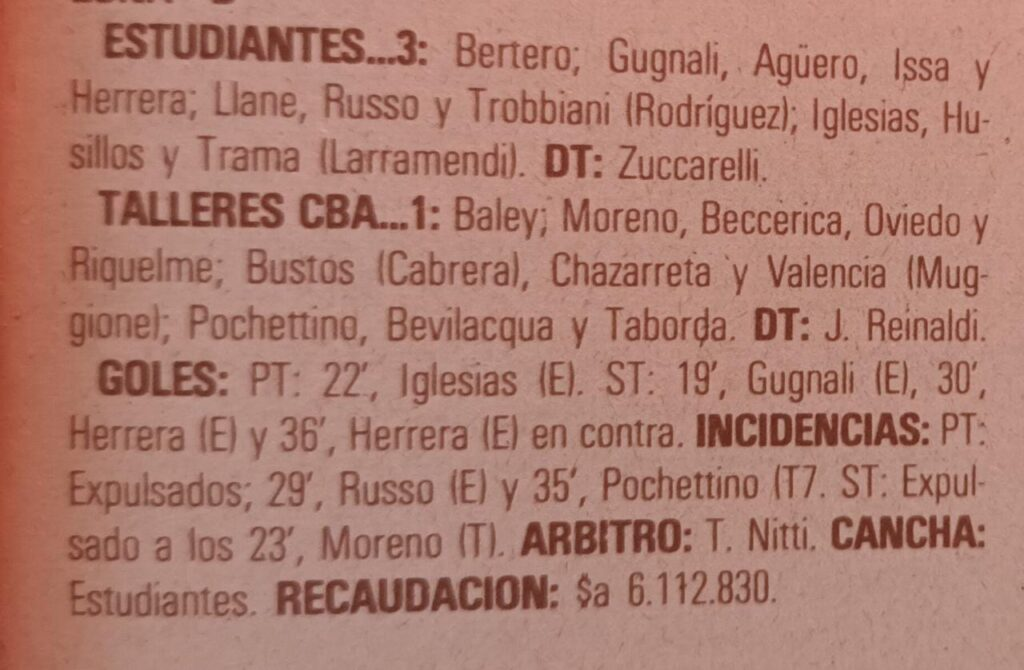 ESTUDIANTES...3: Bertero; Gugnali, Agüero, Issa y
Herrera; Llane, Russo y Trobbiani (Rodríguez); Iglesias, Hu-
sillos y Trama (Larramendi). DT: Zuccarelli.
TALLERES CBA...1: Baley; Moreno, Beccerica, Oviedo y
Riquelme; Bustos (Cabrera), Chazarreta y Valencia (Mug-
gione); Pochettino, Bevilacqua y Taborda. DT: J. Reinaldi.
GOLES: PT: 22’, Iglesias (E). ST: 19’, Gugnali (E), 30’,
Herrera (E) y 36’, Herrera (E) en contra. INCIDENCIAS: PT:
Expulsados; 29’, Russo (E) y 35’, Pochettino (T7. ST: Expul-
sado a los 23’, Moreno (T). ARBITRO: T. Nitti. CANCHA:
Estudiantes. RECAUDACION: $a 6.112.830.